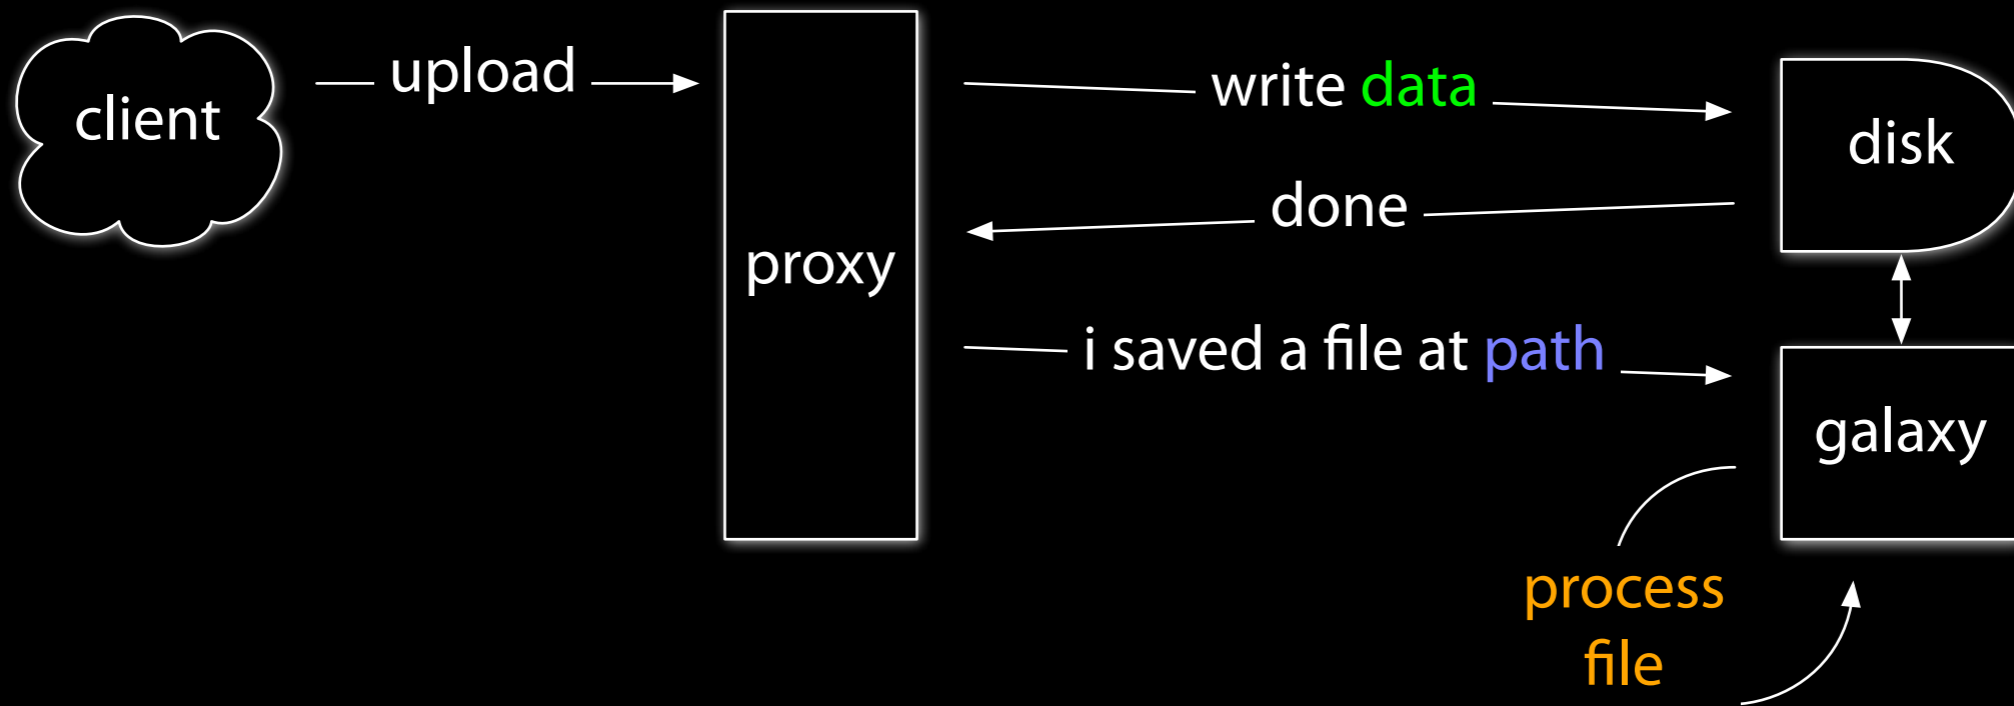 client
upload
proxy
write data
disk
done
i saved a file at path
galaxy
process
file